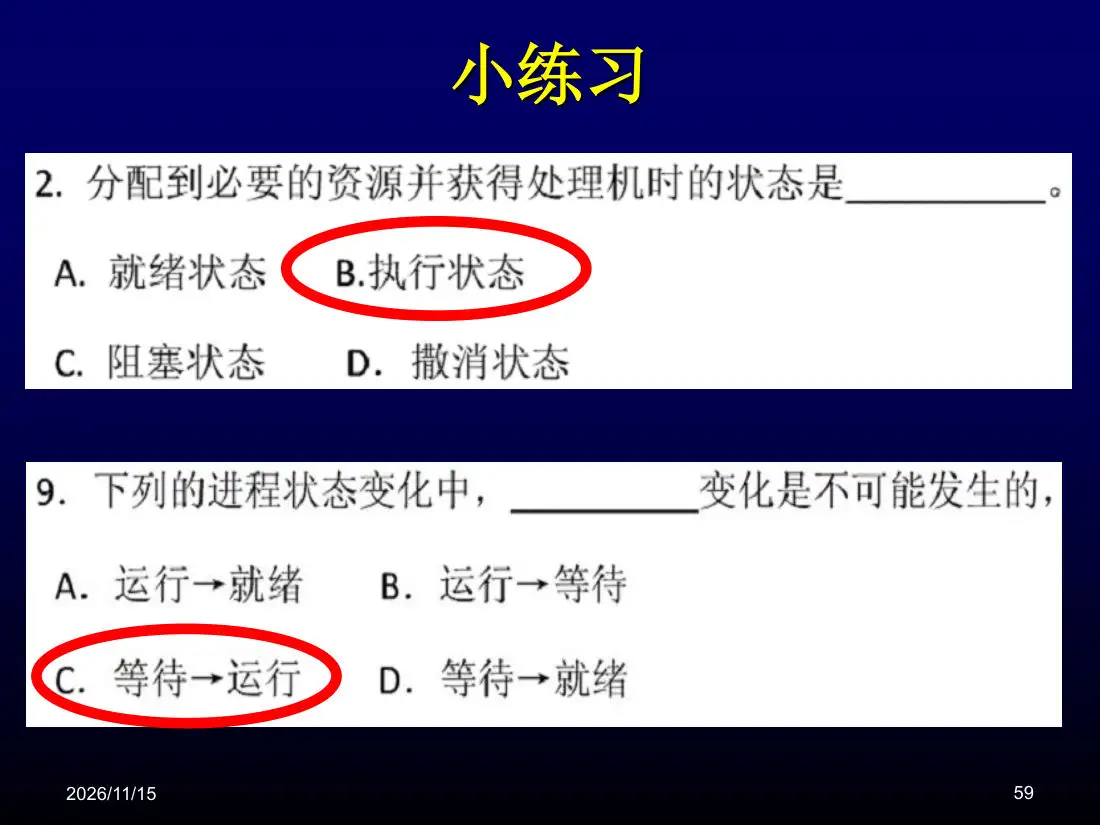 小练习
2. 分配到必要的资源并获得处理机时的状态是__________。
A. 就绪状态 B.执行状态
C. 阻塞状态 D. 撒消状态
9. 下列的进程状态变化中，__________变化是不可能发生的，
A. 运行→就绪 B. 运行→等待
C. 等待→运行 D. 等待→就绪
2026/11/15 59